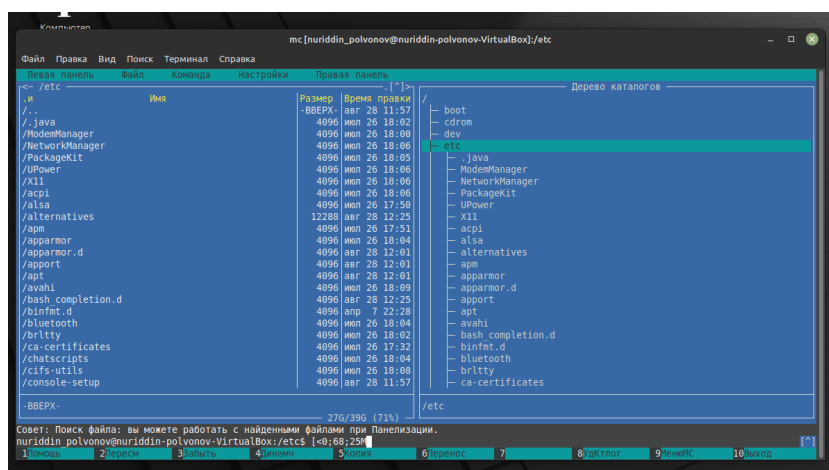 Компьютер
mc [nuriddin_polvonov@nuriddin-polvonov-VirtualBox]:/etc
Файл Правка Вид Поиск Терминал Справка
Левая панель Файл Команда Настройки Правая панель
<- /etc .[^]> Дерево каталогов
.и Имя Размер Время правки /
/.. -ВВЕРХ- авг 28 11:57 boot
/.java 4096 июл 26 18:02 cdrom
/ModemManager 4096 июл 26 18:00 dev
/NetworkManager 4096 июл 26 18:06 etc
/PackageKit 4096 июл 26 18:05 .java
/UPower 4096 июл 26 18:06 ModemManager
/X11 4096 июл 26 18:06 NetworkManager
/acpi 4096 июл 26 18:06 PackageKit
/alsa 4096 июл 26 17:50 UPower
/alternatives 12288 авг 28 12:25 X11
/apm 4096 июл 26 17:51 acpi
/apparmor 4096 июл 26 18:04 alsa
/apparmor.d 4096 авг 28 12:01 alternatives
/apport 4096 авг 28 12:01 apm
/apt 4096 авг 28 12:01 apparmor
/avahi 4096 июл 26 18:09 apparmor.d
/bash_completion.d 4096 авг 28 12:25 apport
/binfmt.d 4096 апр 7 22:28 apt
/bluetooth 4096 июл 26 18:04 avahi
/brltty 4096 июл 26 18:02 bash_completion.d
/ca-certificates 4096 июл 26 17:32 binfmt.d
/chatscripts 4096 июл 26 18:04 bluetooth
/cifs-utils 4096 июл 26 18:08 brltty
/console-setup 4096 авг 28 11:57 ca-certificates
-ВВЕРХ- /etc
27G/39G (71%)
Совет: Поиск файла: вы можете работать с найденными файлами при Панелизации.
nuriddin_polvonov@nuriddin-polvonov-VirtualBox:/etc$ [<0;68;25M [^]
1Помощь 2Пересм 3Забыть 4Динамч 5Копия 6Перенос 7 8УдКтлог 9МенюМС 10Выход